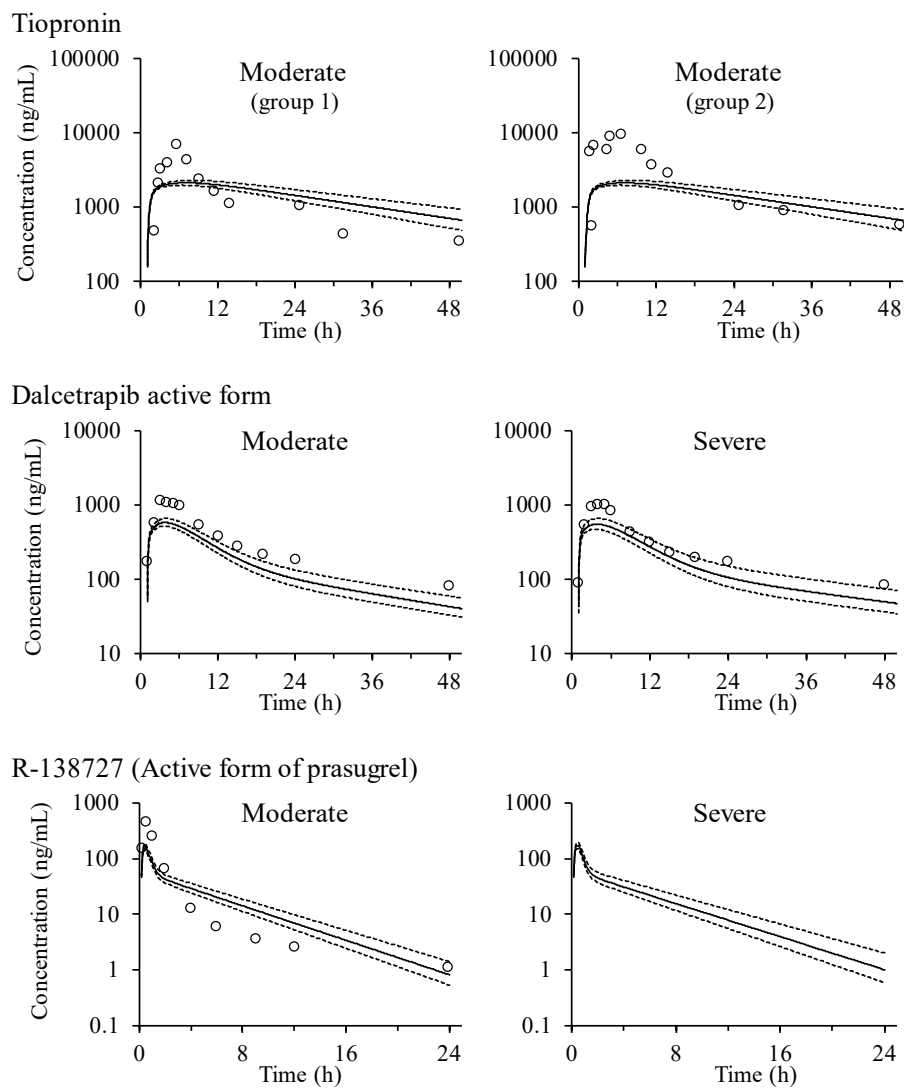 Tiopronin
Moderate
(group 1)
Concentration (ng/mL)
100000
10000
1000
100
0 12 24 36 48
Time (h)
Moderate
(group 2)
100000
10000
1000
100
0 12 24 36 48
Time (h)
Dalcetrapib active form
Moderate
Concentration (ng/mL)
10000
1000
100
10
0 12 24 36 48
Time (h)
Severe
10000
1000
100
10
0 12 24 36 48
Time (h)
R-138727 (Active form of prasugrel)
Moderate
Concentration (ng/mL)
1000
100
10
1
0.1
0 8 16 24
Time (h)
Severe
1000
100
10
1
0.1
0 8 16 24
Time (h)